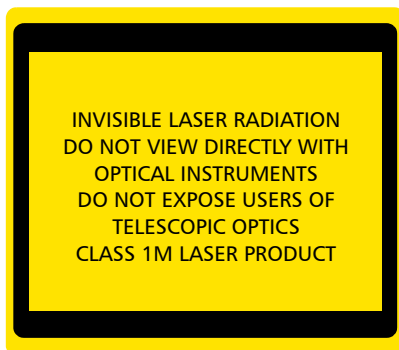 INVISIBLE LASER RADIATION
DO NOT VIEW DIRECTLY WITH
OPTICAL INSTRUMENTS
DO NOT EXPOSE USERS OF
TELESCOPIC OPTICS
CLASS 1M LASER PRODUCT